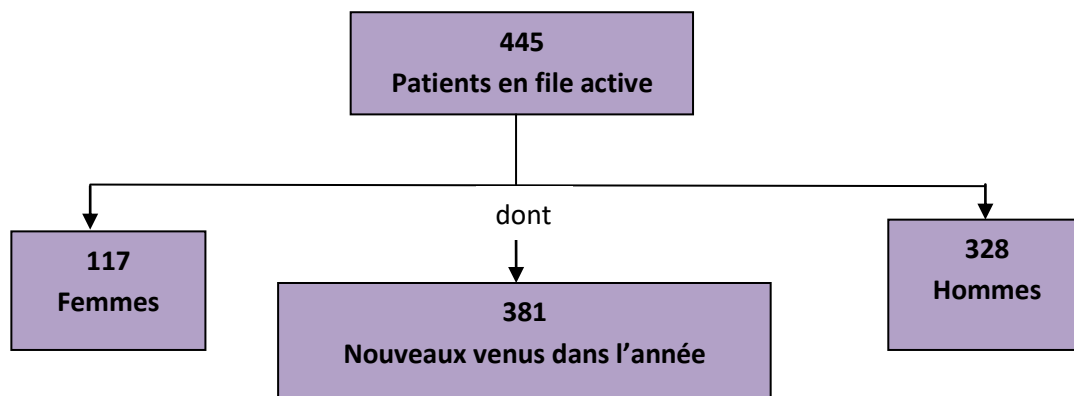 445
Patients en file active
dont
117
Femmes
381
Nouveaux venus dans l’année
328
Hommes